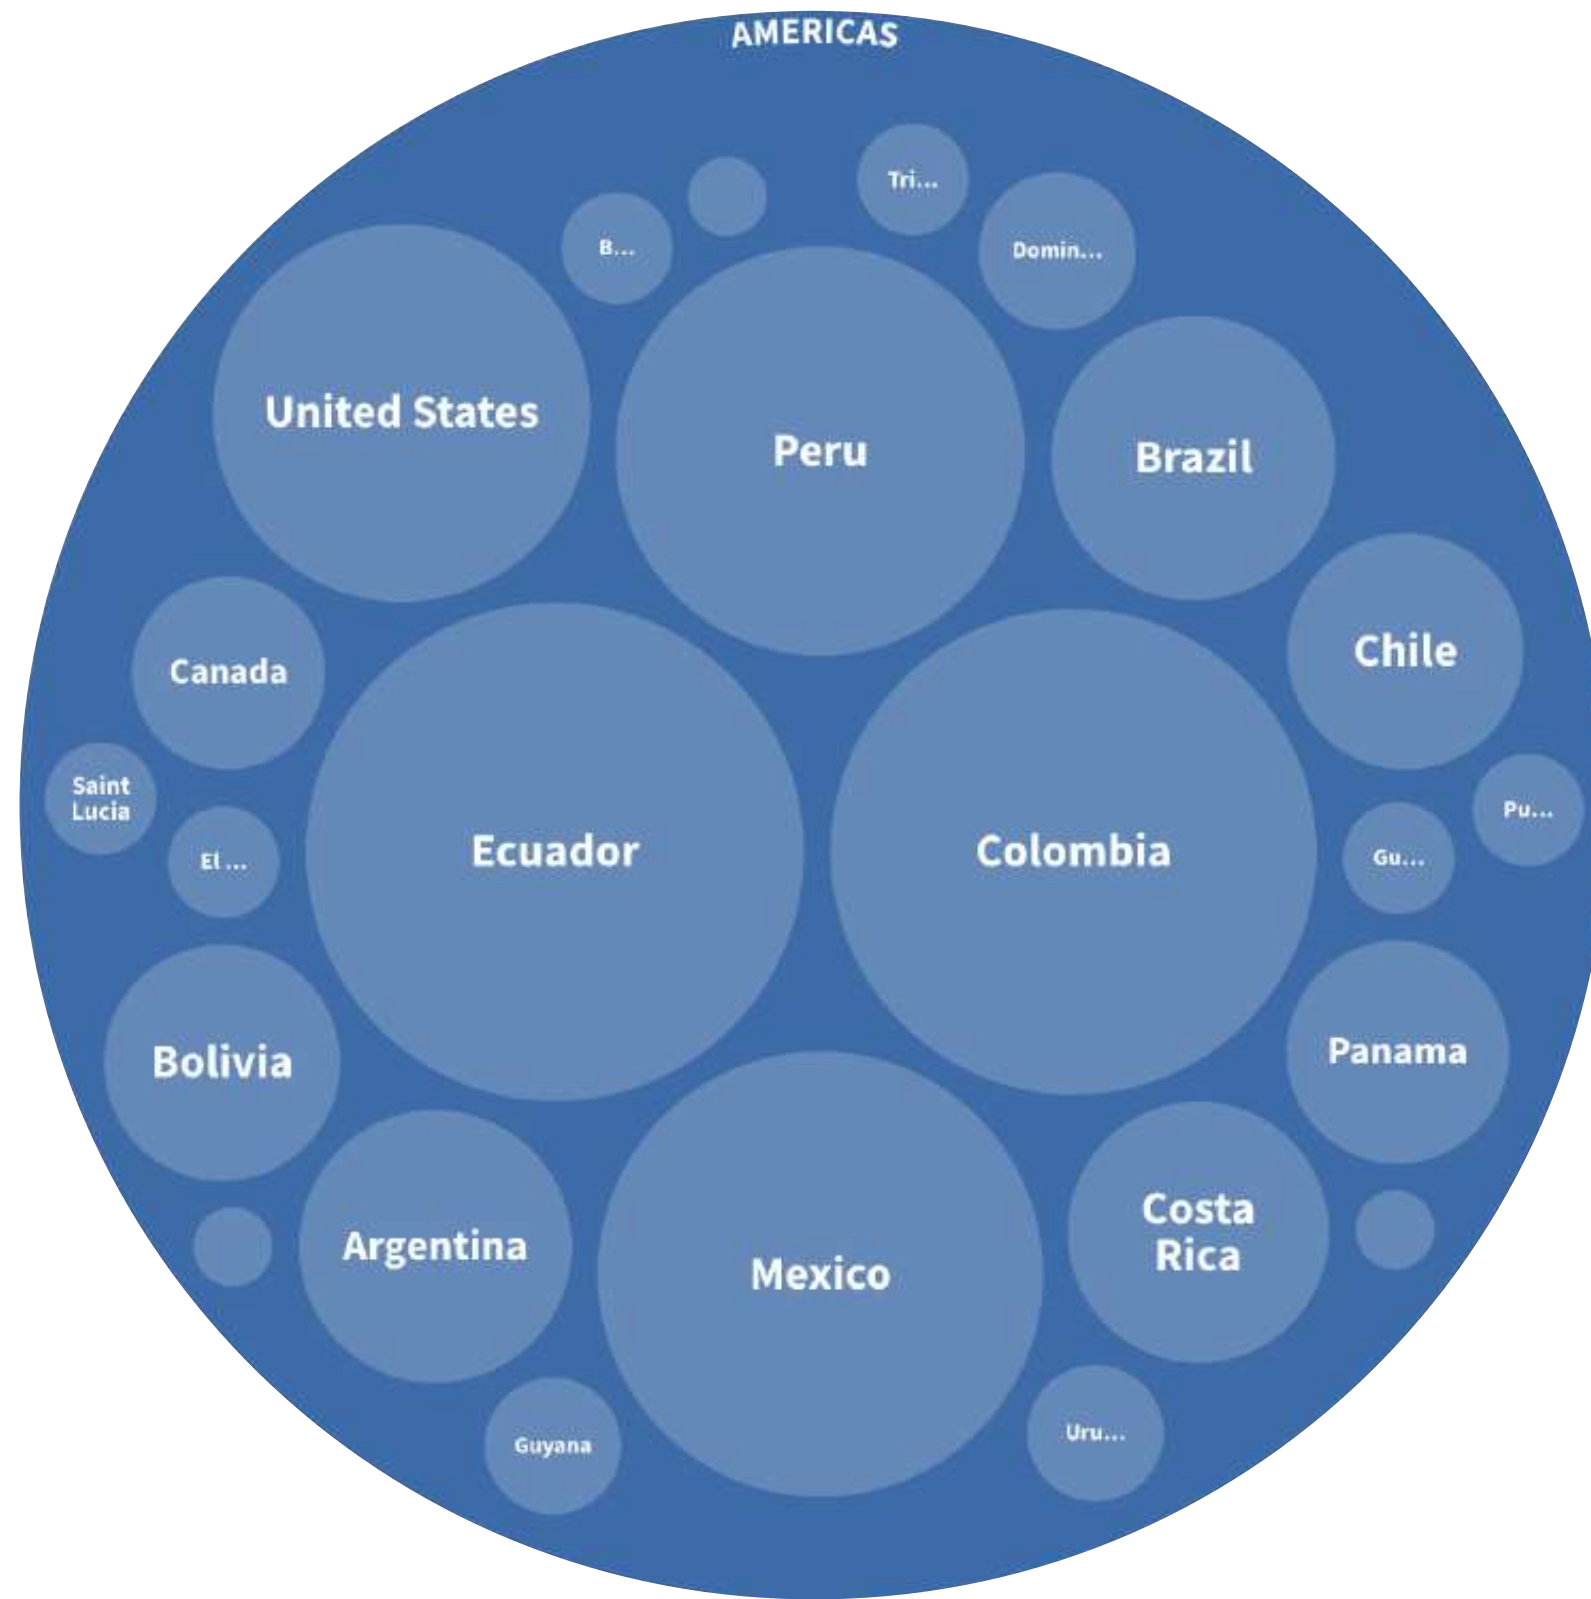 AMERICAS
Tri...
B...
Domin...
United States
Peru
Brazil
Chile
Canada
Saint
Lucia
Pu...
El ...
Ecuador
Colombia
Gu...
Bolivia
Panama
Argentina
Mexico
Costa
Rica
Guyana
Uru...